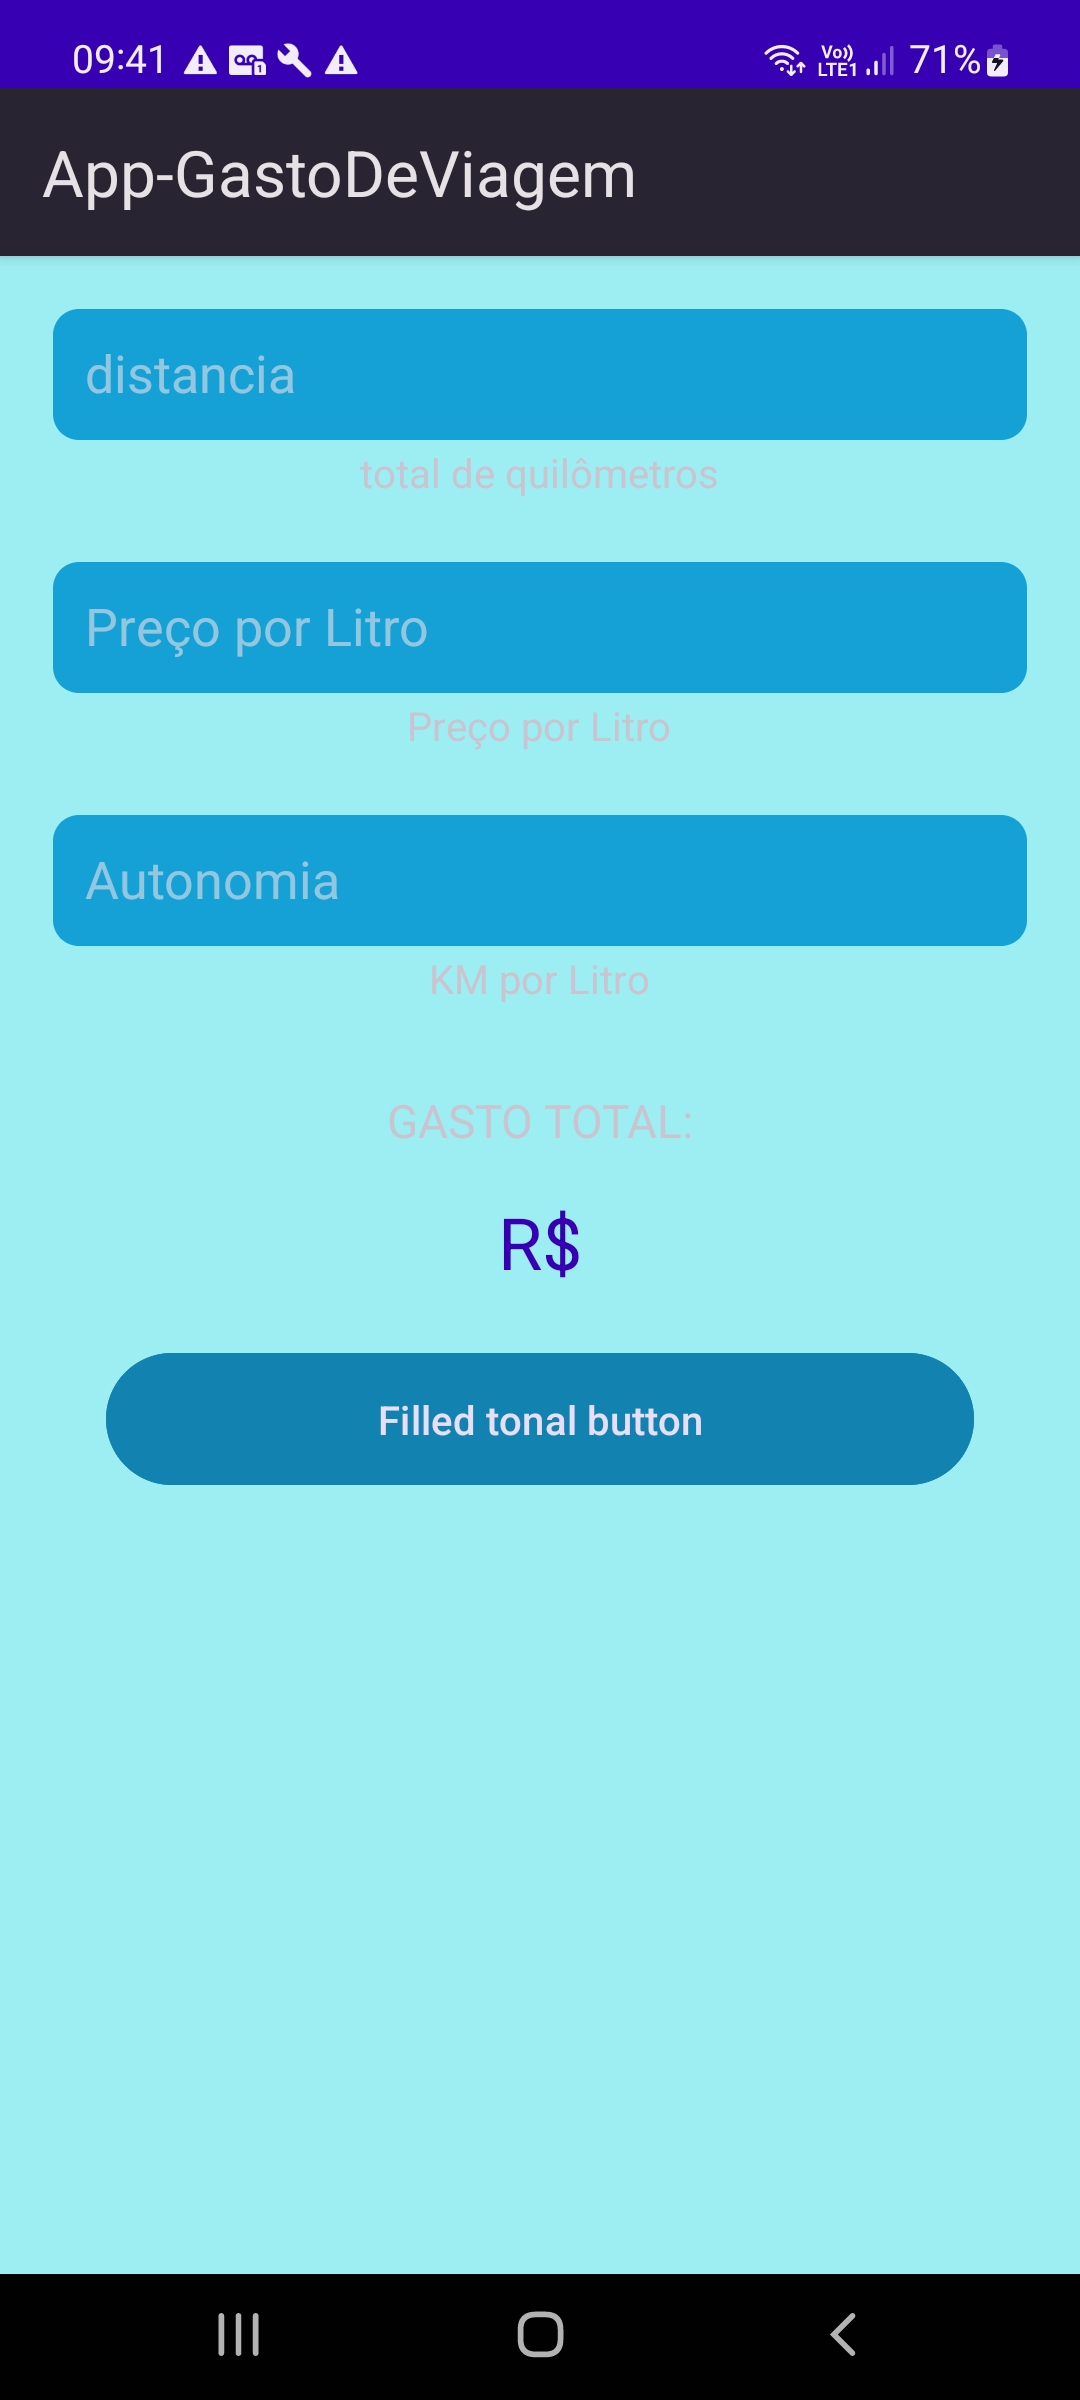 09:41
Vo)) LTE1 71%
App-GastoDeViagem
distancia
total de quilômetros
Preço por Litro
Preço por Litro
Autonomia
KM por Litro
GASTO TOTAL:
R$
Filled tonal button